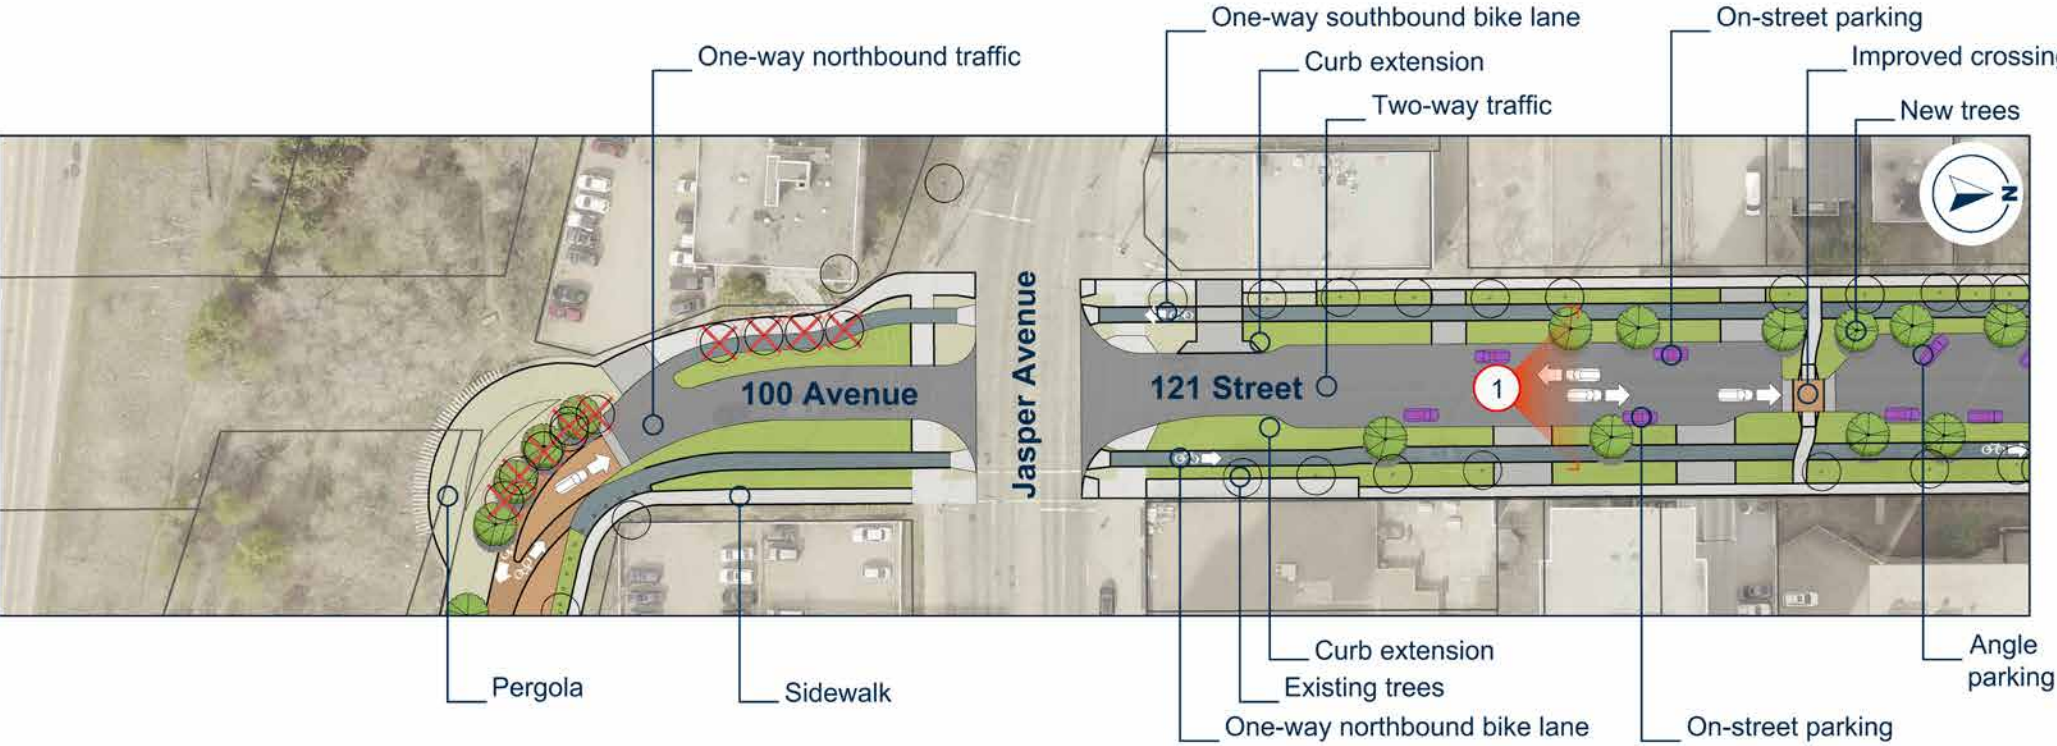 One-way southbound bike lane
On-street parking
One-way northbound traffic
Curb extension
Improved crossing
Two-way traffic
New trees
N
Jasper Avenue
100 Avenue
121 Street
1
Curb extension
Angle
parking
Pergola
Sidewalk
Existing trees
One-way northbound bike lane
On-street parking